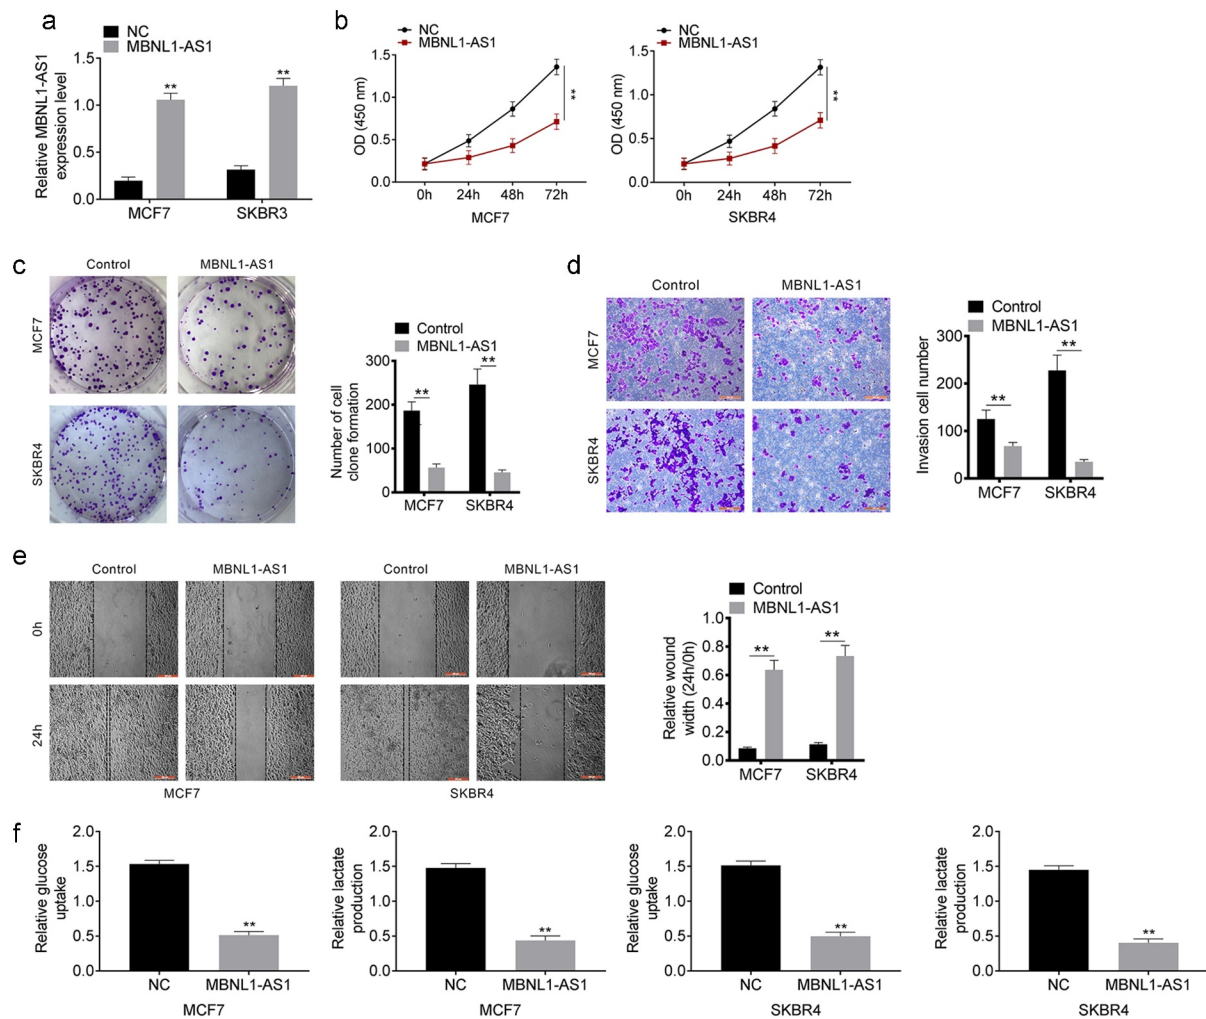 a
NC
MBNL1-AS1
Relative MBNL1-AS1
expression level
1.5
1.0
0.5
0.0
**
**
MCF7
SKBR3
b
NC
MBNL1-AS1
OD (450 nm)
1.5
1.0
0.5
0.0
**
0h
24h
48h
72h
MCF7
NC
MBNL1-AS1
OD (450 nm)
1.5
1.0
0.5
0.0
**
0h
24h
48h
72h
SKBR4
c
Control
MBNL1-AS1
MCF7
SKBR4
Control
MBNL1-AS1
Number of cell
clone formation
300
200
100
0
**
**
MCF7
SKBR4
d
Control
MBNL1-AS1
MCF7
SKBR4
Control
MBNL1-AS1
Invasion cell number
300
200
100
0
**
**
MCF7
SKBR4
e
Control
MBNL1-AS1
Control
MBNL1-AS1
0h
24h
MCF7
SKBR4
Control
MBNL1-AS1
Relative wound
width (24h/0h)
1.0
0.8
0.6
0.4
0.2
0.0
**
**
MCF7
SKBR4
f
Relative glucose
uptake
2.0
1.5
1.0
0.5
0.0
**
NC
MBNL1-AS1
MCF7
Relative lactate
production
2.0
1.5
1.0
0.5
0.0
**
NC
MBNL1-AS1
MCF7
Relative glucose
uptake
2.0
1.5
1.0
0.5
0.0
**
NC
MBNL1-AS1
SKBR4
Relative lactate
production
2.0
1.5
1.0
0.5
0.0
**
NC
MBNL1-AS1
SKBR4